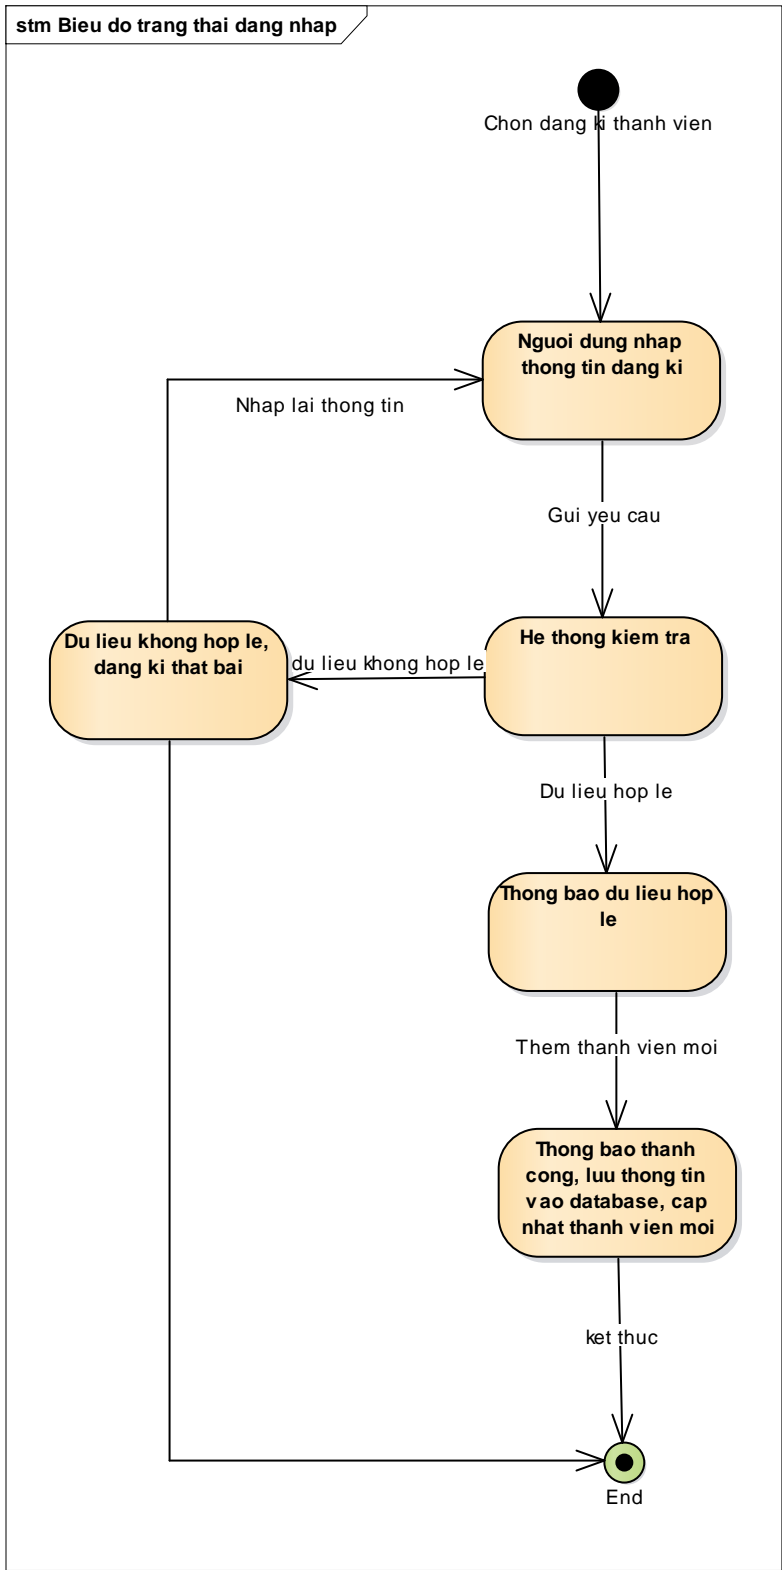 stm Bieu do trang thai dang nhap
Chon dang ki thanh vien
Nguoi dung nhap
thong tin dang ki
Nhap lai thong tin
Gui yeu cau
Du lieu khong hop le,
dang ki that bai
du lieu khong hop le
He thong kiem tra
Du lieu hop le
Thong bao du lieu hop
le
Them thanh vien moi
Thong bao thanh
cong, luu thong tin
vao database, cap
nhat thanh vien moi
ket thuc
End